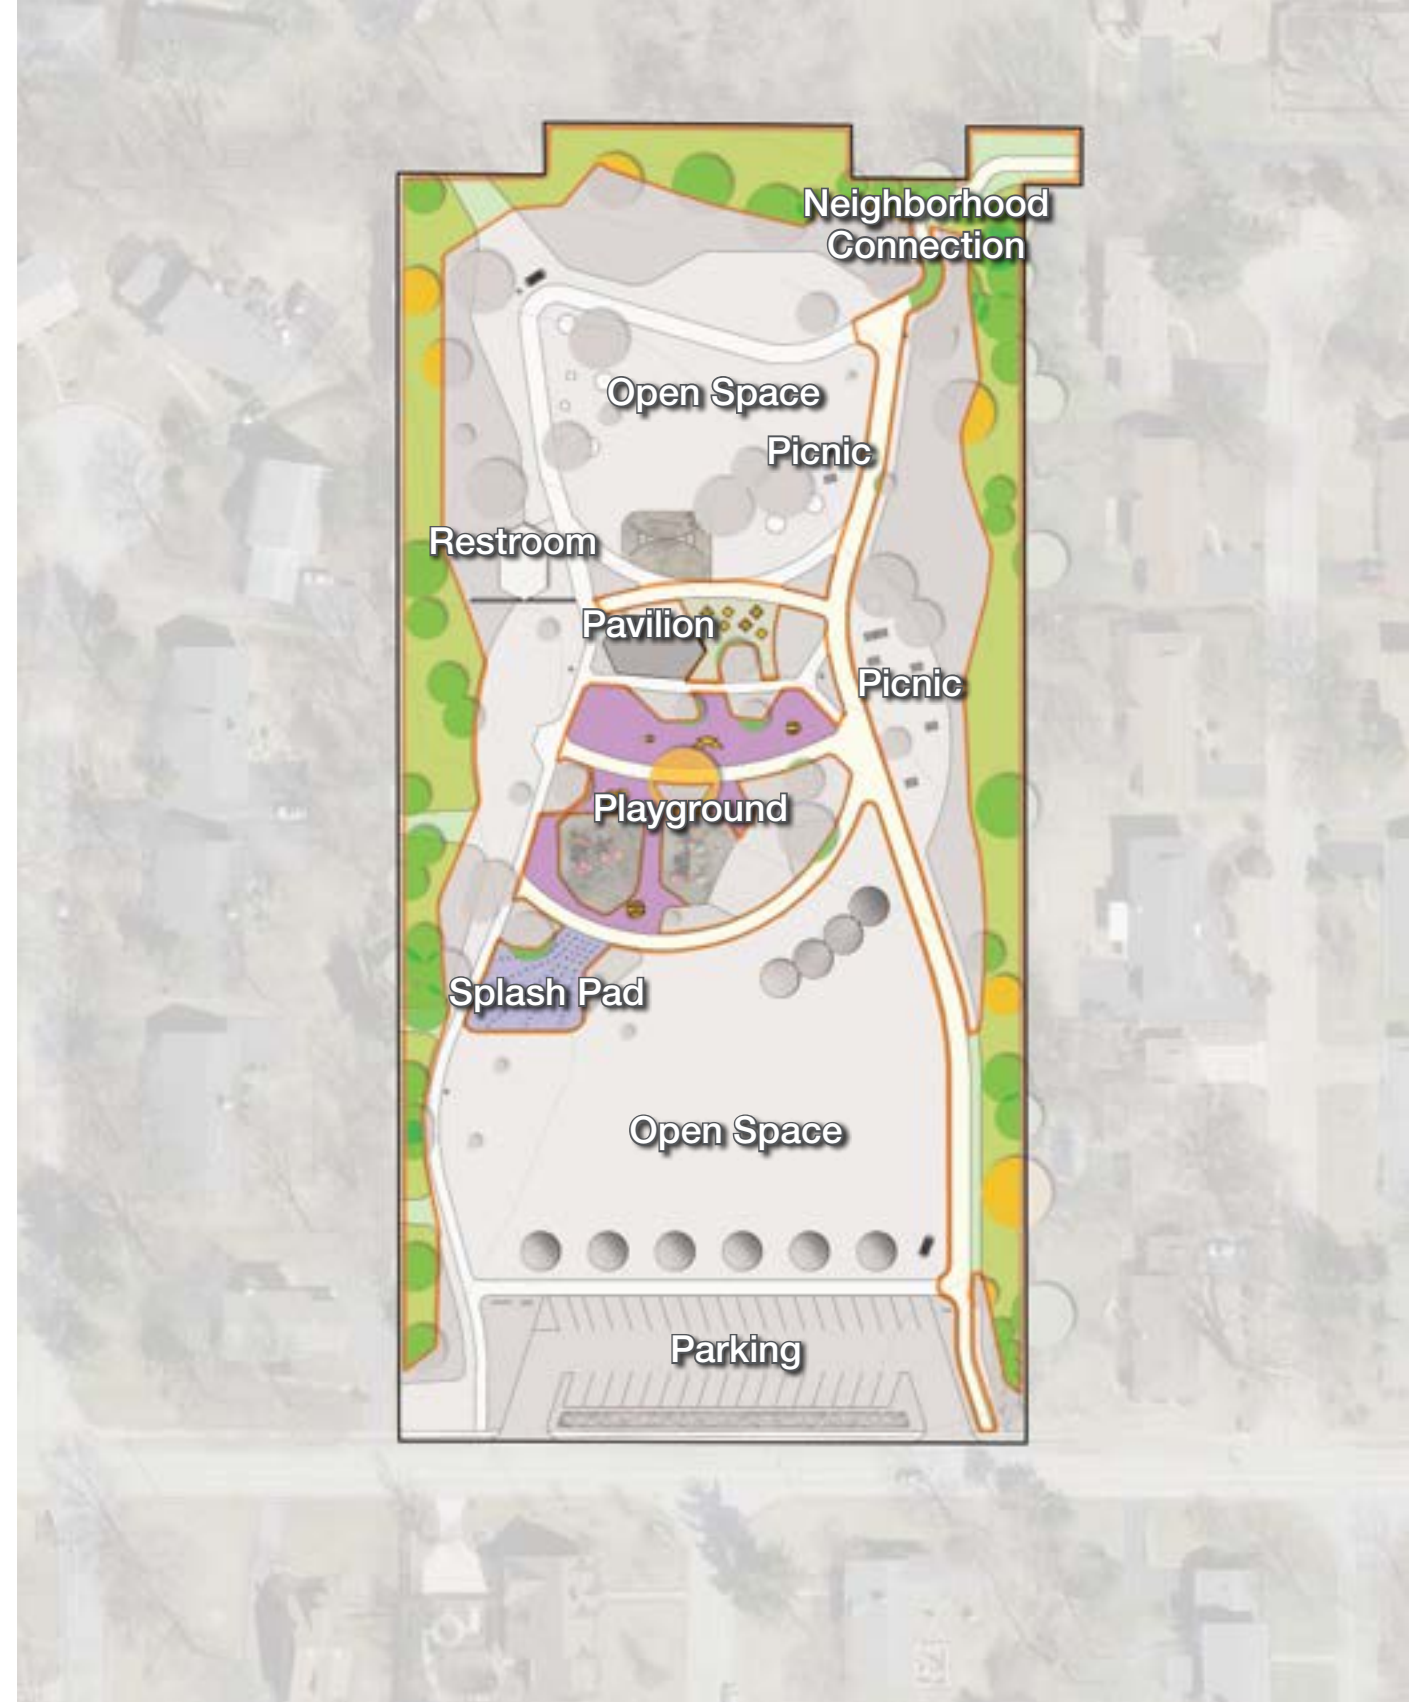 Neighborhood
Connection
Open Space
Picnic
Restroom
Pavilion
Picnic
Playground
Splash Pad
Open Space
Parking